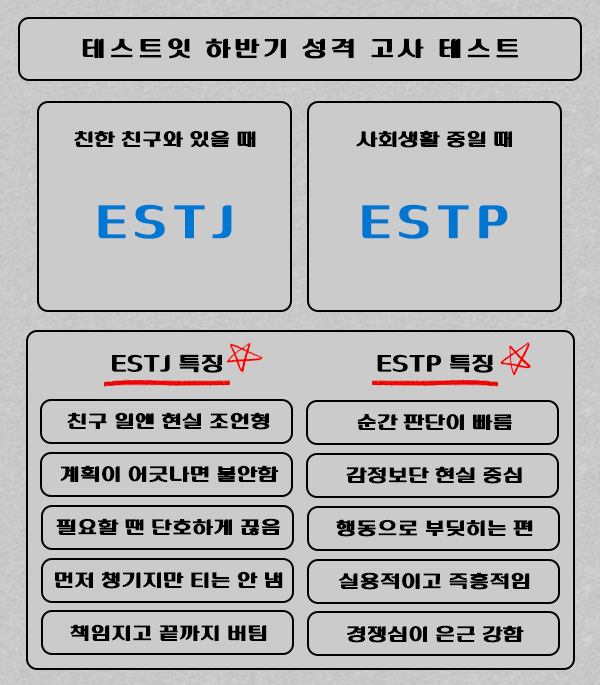 테스트잇 하반기 성격 고사 테스트
친한 친구와 있을 때
사회생활 중일 때
ESTJ
ESTP
ESTJ 특징
ESTP 특징
친구 일엔 현실 조언형
순간 판단이 빠름
계획이 어긋나면 불안함
감정보단 현실 중심
필요할 땐 단호하게 끊음
행동으로 부딪히는 편
먼저 챙기지만 티는 안 냄
실용적이고 즉흥적임
책임지고 끝까지 버팀
경쟁심이 은근 강함